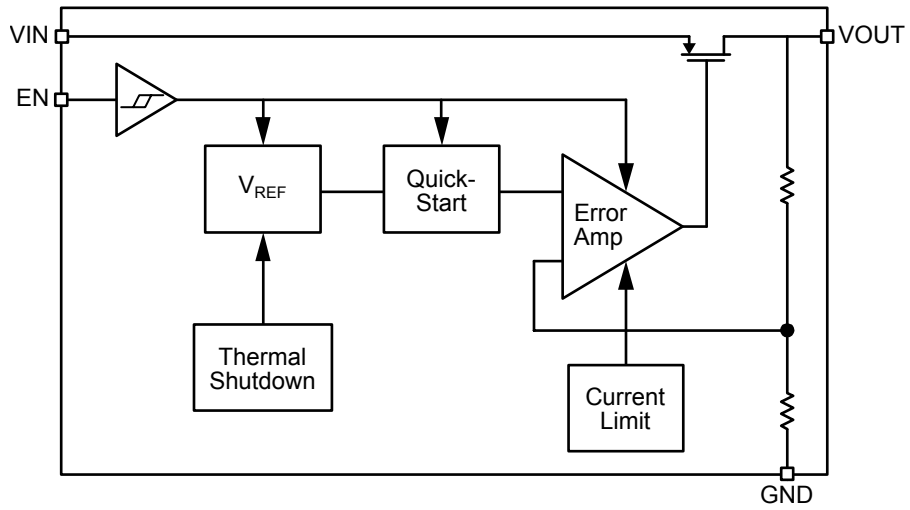 VIN
VOUT
EN
VREF
Quick-
Start
Error
Amp
Thermal
Shutdown
Current
Limit
GND